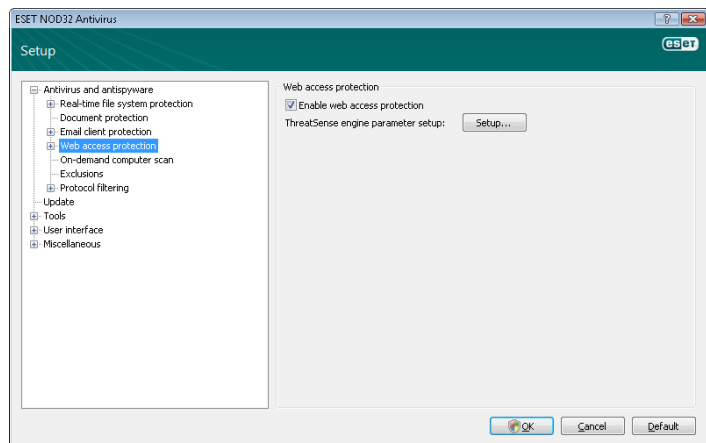 ESET NOD32 Antivirus
?
Setup
eseT
Antivirus and antispyware
Real-time file system protection
Document protection
Email client protection
Web access protection
On-demand computer scan
Exclusions
Protocol filtering
Update
Tools
User interface
Miscellaneous
Web access protection
Enable web access protection
ThreatSense engine parameter setup: Setup...
OK Cancel Default